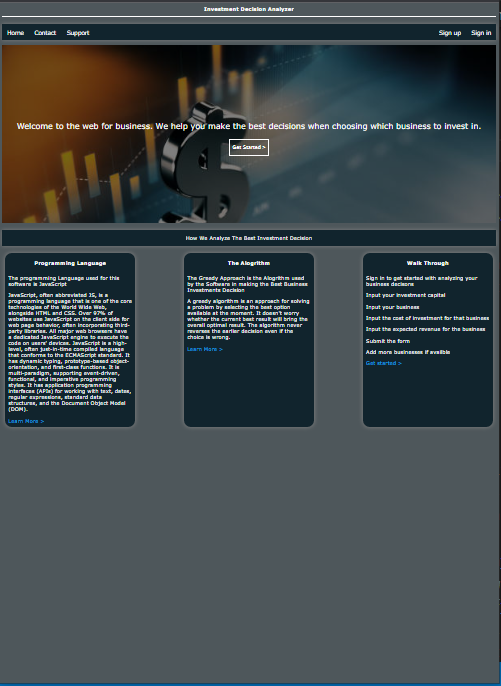 Investment Decision Analyzer
Home Contact Support Sign up Sign in
Welcome to the web for business. We help you make the best decisions when choosing which business to invest in.
Get Started >
How We Analyze The Best Investment Decision
Programming Language
The programming Language used for this
software is JavaScript
JavaScript, often abbreviated JS, is a
programming language that is one of the core
technologies of the World Wide Web,
alongside HTML and CSS. Over 97% of
websites use JavaScript on the client side for
web page behavior, often incorporating third-
party libraries. All major web browsers have
a dedicated JavaScript engine to execute the
code on users' devices. JavaScript is a high-
level, often just-in-time compiled language
that conforms to the ECMAScript standard. It
has dynamic typing, prototype-based object-
orientation, and first-class functions. It is
multi-paradigm, supporting event-driven,
functional, and imperative programming
styles. It has application programming
interfaces (APIs) for working with text, dates,
regular expressions, standard data
structures, and the Document Object Model
(DOM).
Learn More >
The Alogrithm
The Greedy Approach is the Alogrithm used
by the Software in making the Best Business
Investments Decision
A greedy algorithm is an approach for solving
a problem by selecting the best option
available at the moment. It doesn't worry
whether the current best result will bring the
overall optimal result. The algorithm never
reverses the earlier decision even if the
choice is wrong.
Learn More >
Walk Through
Sign in to get started with analyzing your
business decisons
Input your investment capital
Input your business
Input the cost of investment for that business
Input the expected revenue for the business
Submit the form
Add more businesses if availble
Get started >